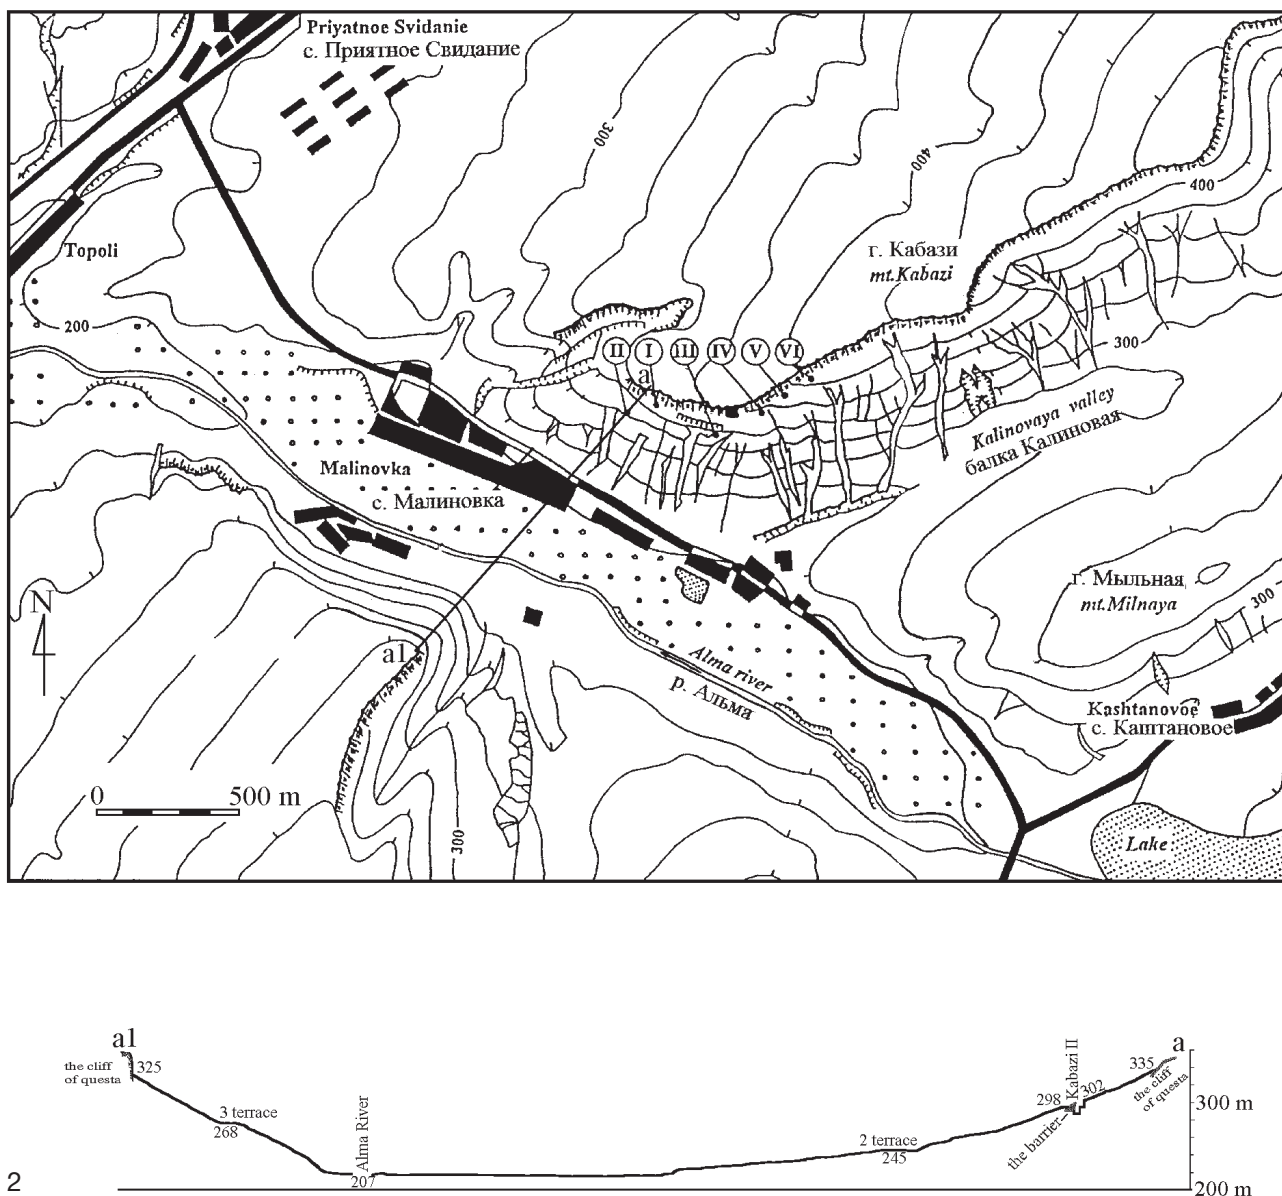 Priyatnoe Svidanie
с. Приятное Свидание
300
400
400
Topoli
г. Кабази
mt.Kabazi
200
II I III IV V VI
a
300
Kalinovaya valley
балка Калиновая
Malinovka
с. Малиновка
г. Мыльная
mt.Milnaya
300
N
a1
Alma river
р. Альма
Kashtanovoe
с. Каштановое
0 500 m
300
Lake
a1
the cliff
of questa
325
3 terrace
268
Alma River
207
2 terrace
245
298
the barrier
Kabazi II
302
335
the cliff
of questa
a
300 m
200 m
2